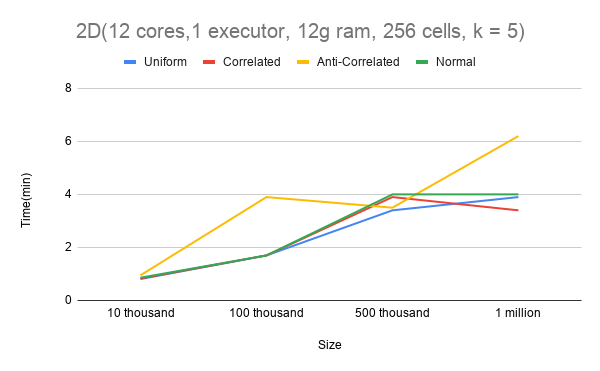 2D(12 cores,1 executor, 12g ram, 256 cells, k = 5)
Uniform Correlated Anti-Correlated Normal
8
6
4
2
0
Time(min)
10 thousand 100 thousand 500 thousand 1 million
Size